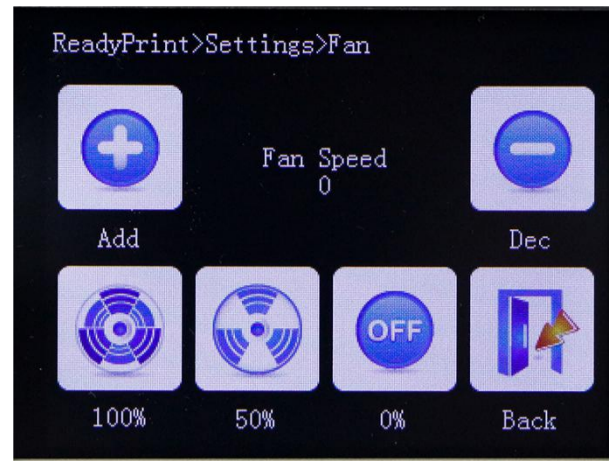 ReadyPrint>Settings>Fan
Fan Speed
0
Add
Dec
OFF
100%
50%
0%
Back